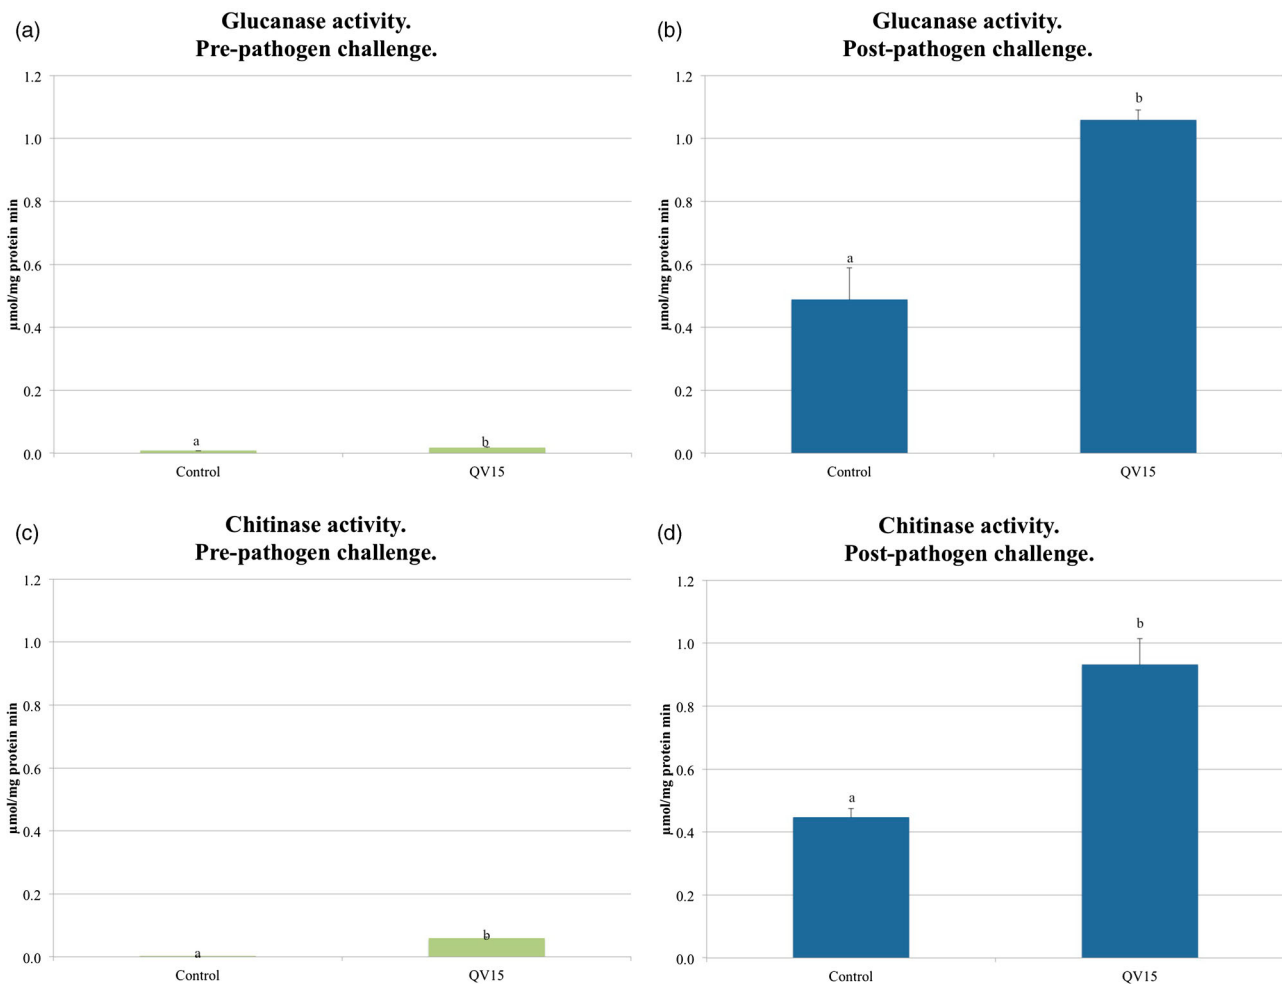 (a)
Glucanase activity.
Pre-pathogen challenge.
1.2
1.0
0.8
0.6
0.4
0.2
0.0
µmol/mg protein min
a
b
Control
QV15
(b)
Glucanase activity.
Post-pathogen challenge.
1.2
1.0
0.8
0.6
0.4
0.2
0.0
µmol/mg protein min
a
b
Control
QV15
(c)
Chitinase activity.
Pre-pathogen challenge.
1.2
1.0
0.8
0.6
0.4
0.2
0.0
µmol/mg protein min
a
b
Control
QV15
(d)
Chitinase activity.
Post-pathogen challenge.
1.2
1.0
0.8
0.6
0.4
0.2
0.0
µmol/mg protein min
a
b
Control
QV15